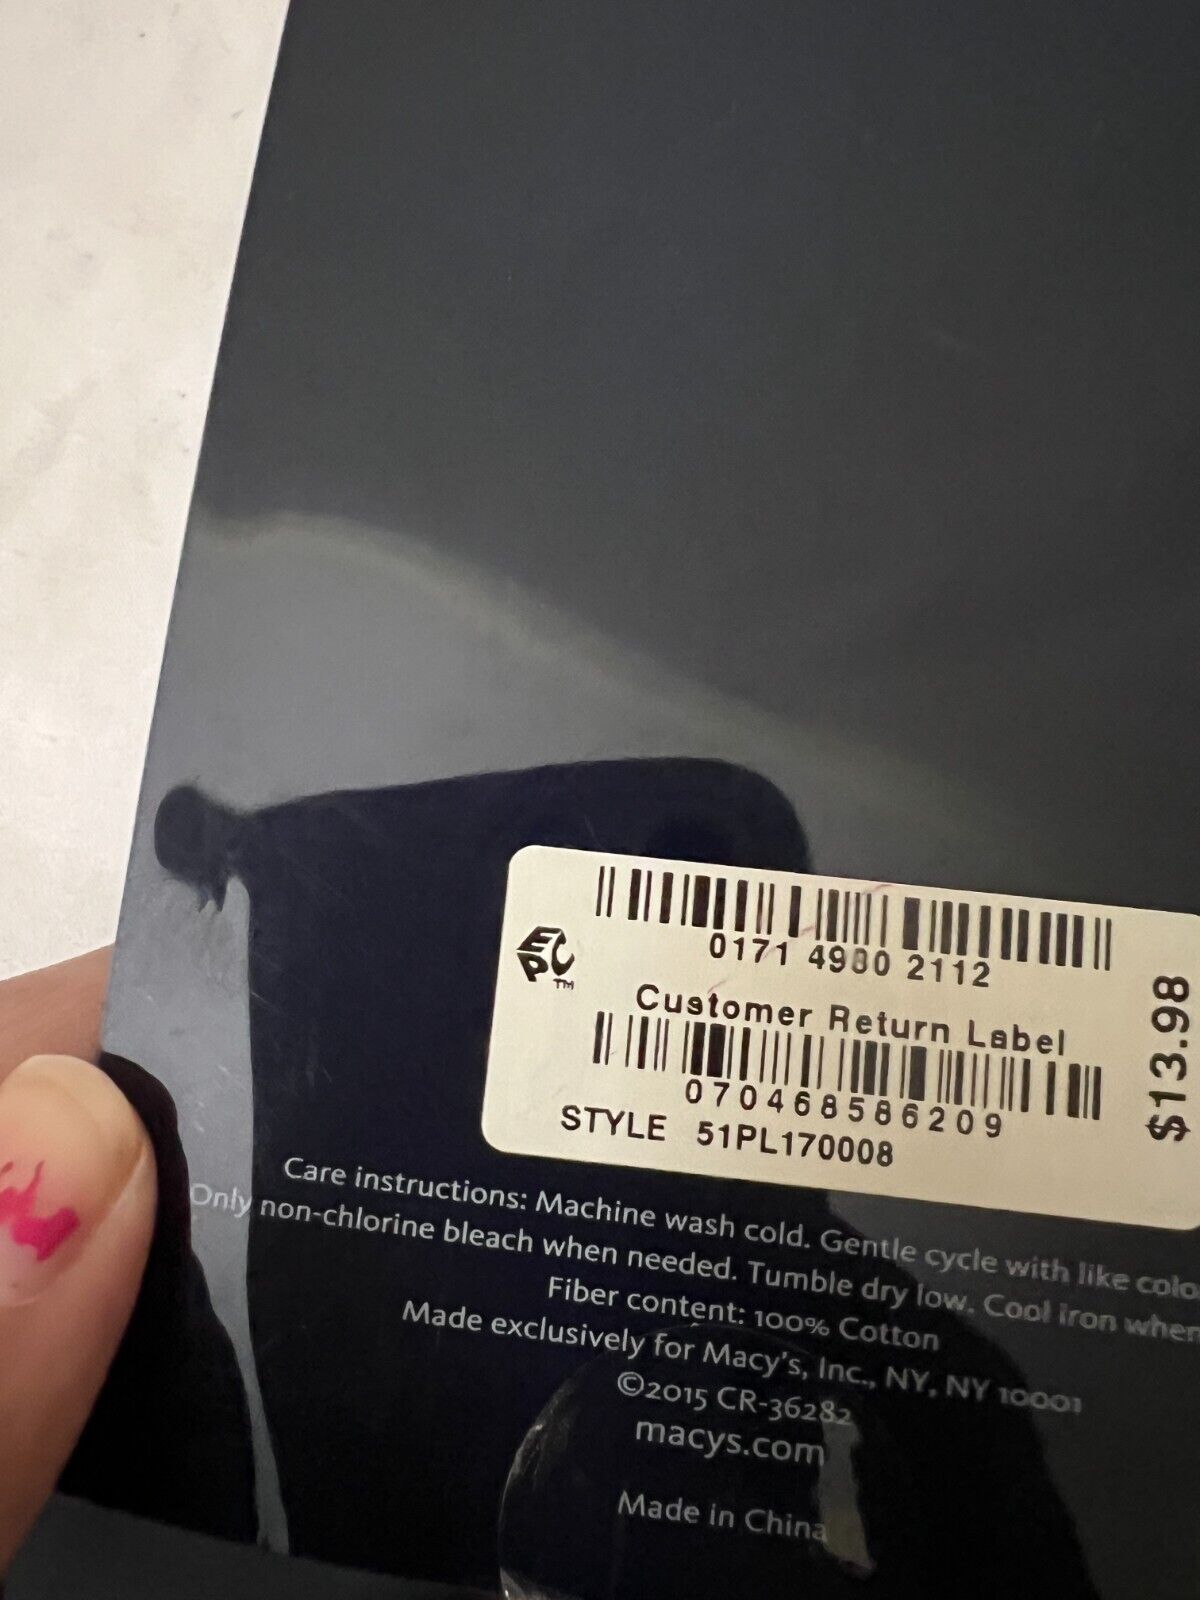 0171 4980 2112
ECP™
Customer Return Label
$13.98
070468586209
STYLE 51PL170008
Care instructions: Machine wash cold. Gentle cycle with like colo
Only non-chlorine bleach when needed. Tumble dry low. Cool iron when
Fiber content: 100% Cotton
Made exclusively for Macy's, Inc., NY, NY 10001
©2015 CR-36282
macys.com
Made in China